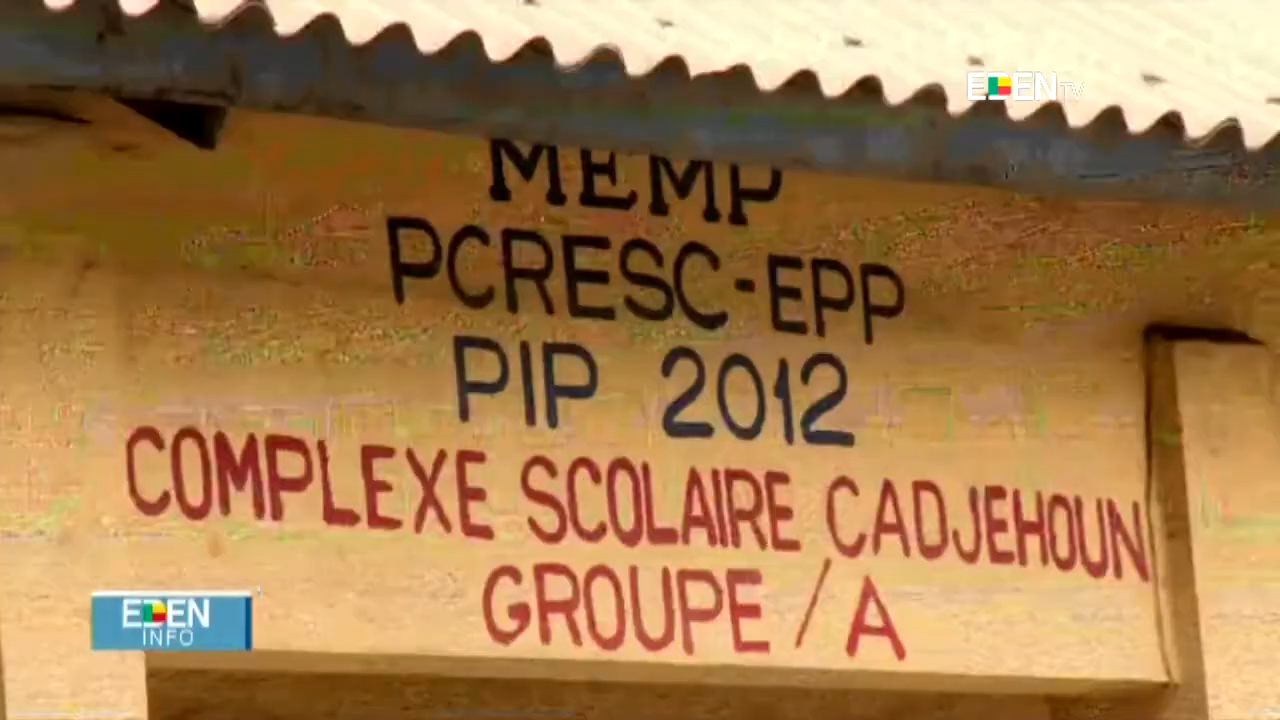 EDEN TV
MEMP
PCRESC-EPP
PIP 2012
COMPLEXE SCOLAIRE CADJEHOUN
GROUPE / A
EDEN
INFO